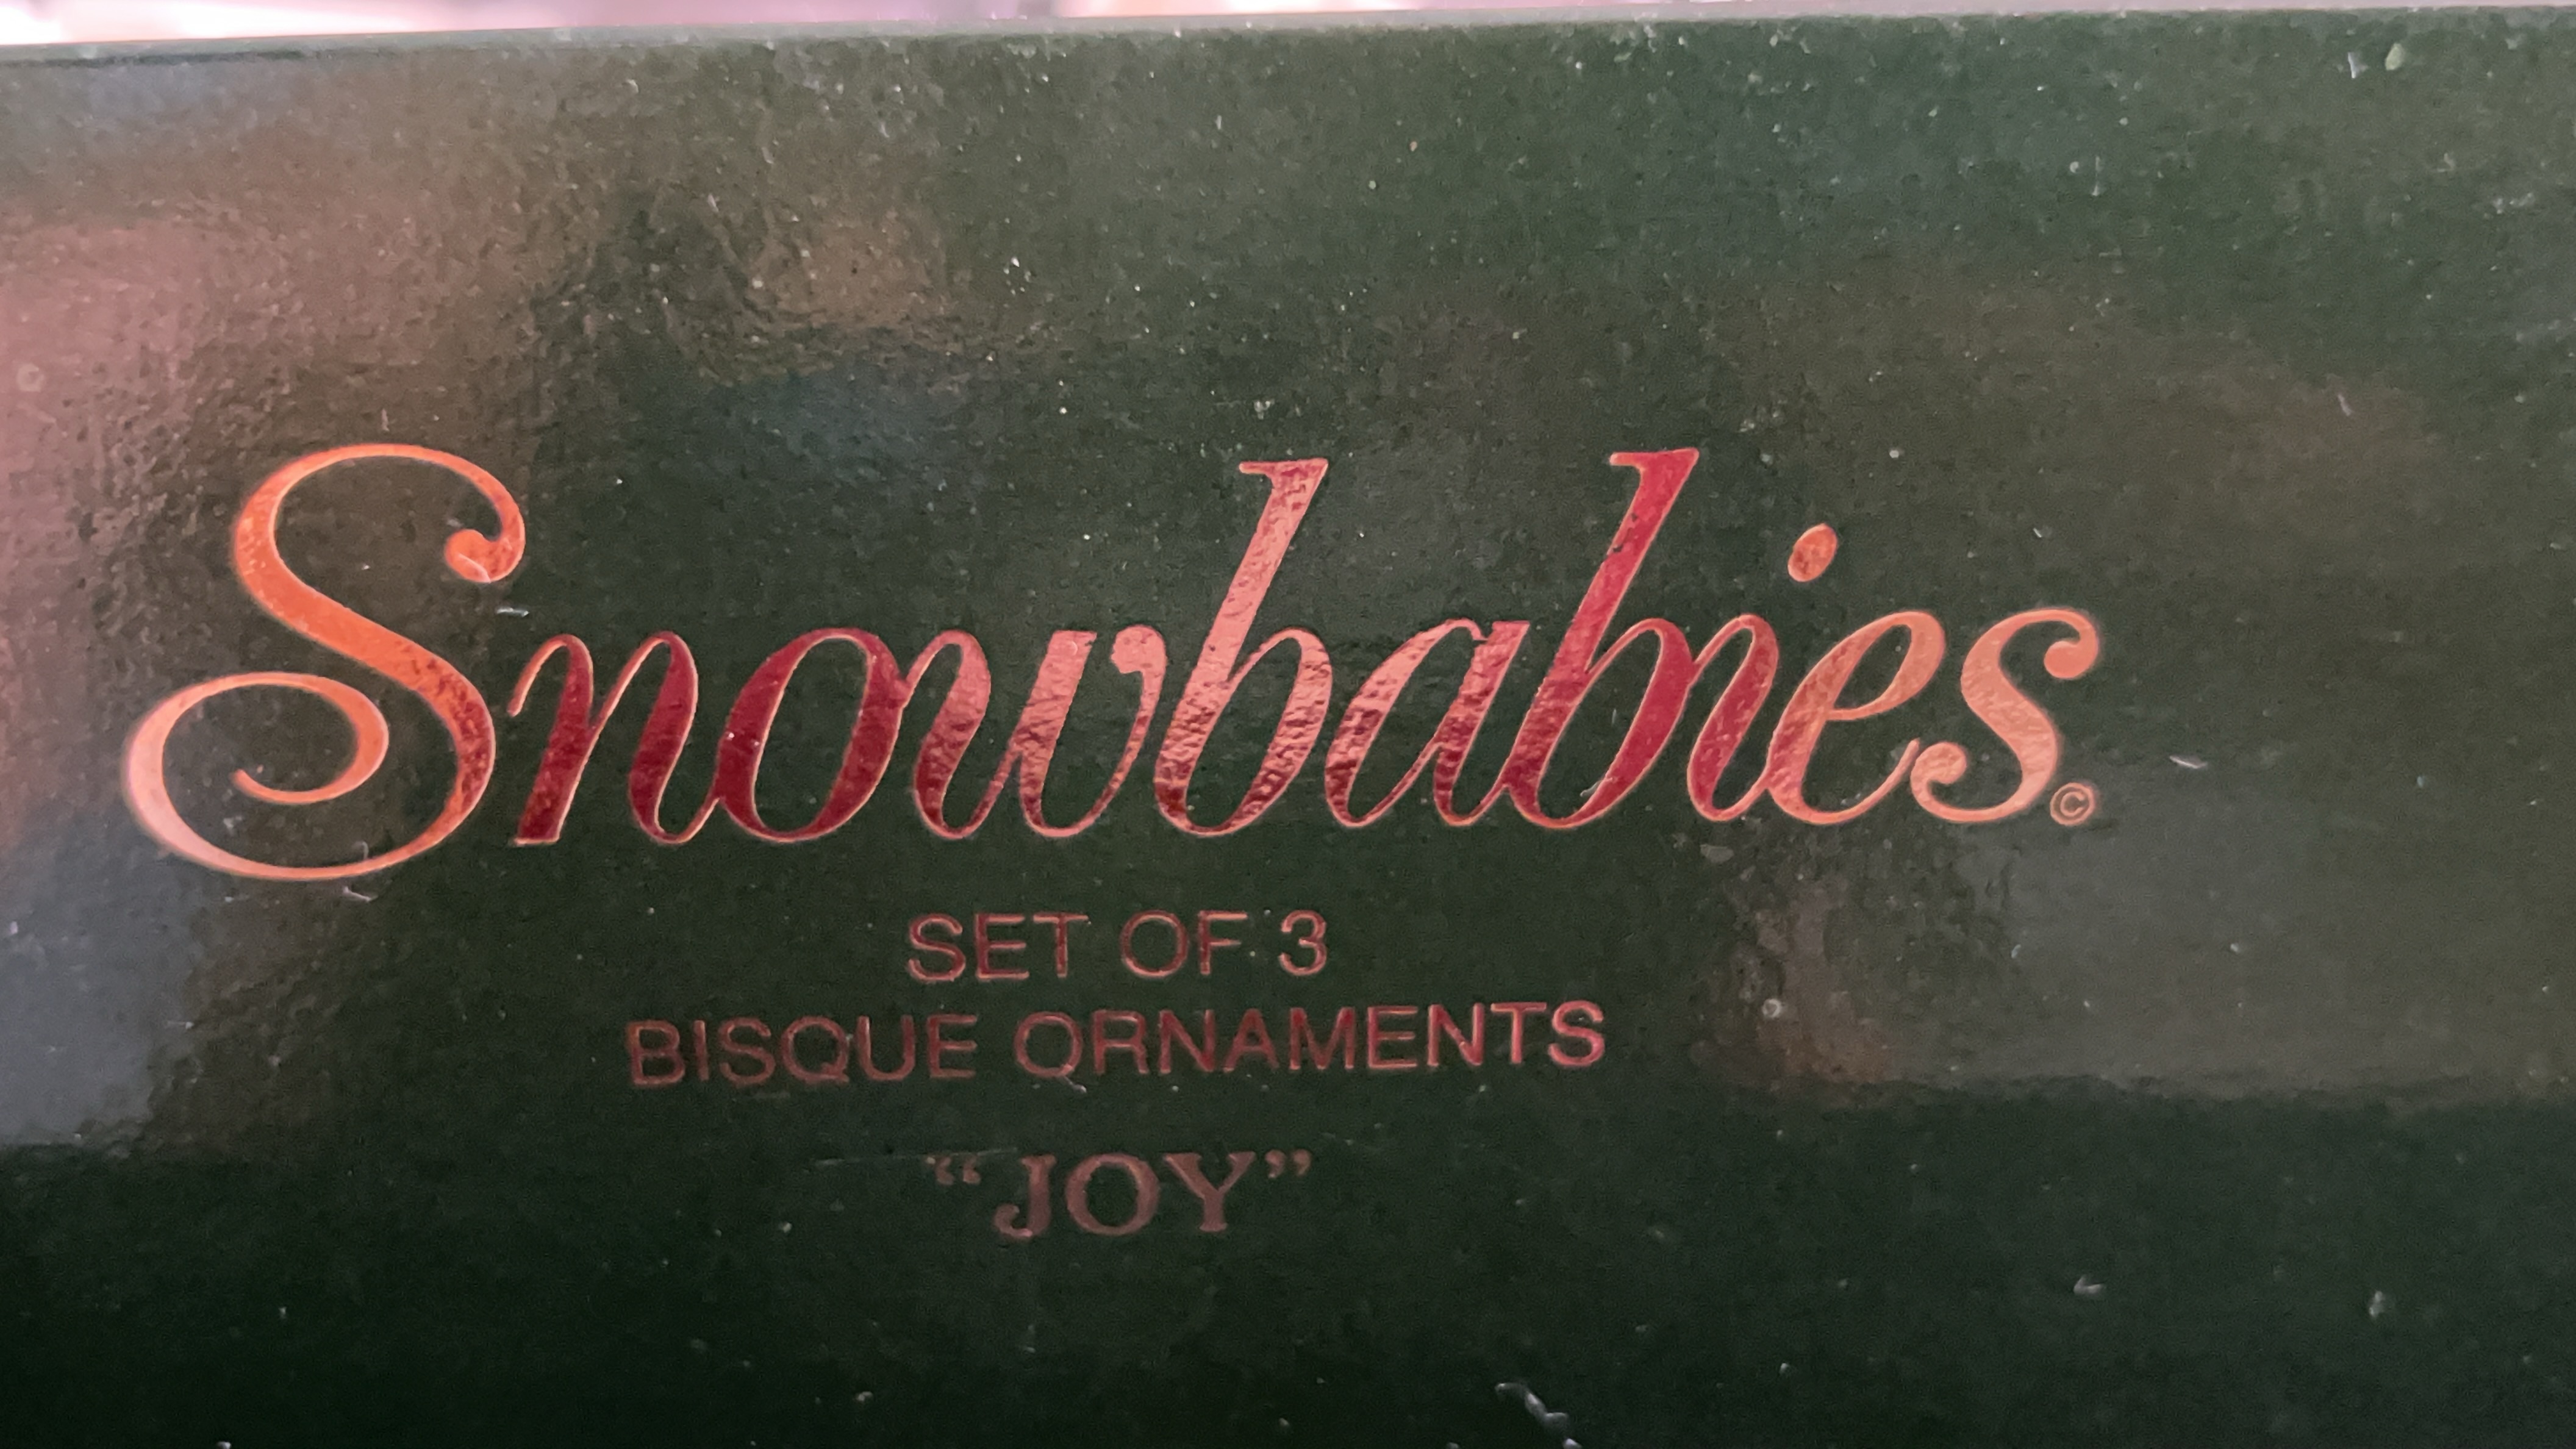 Snowbabies©
SET OF 3
BISQUE ORNAMENTS
“JOY”